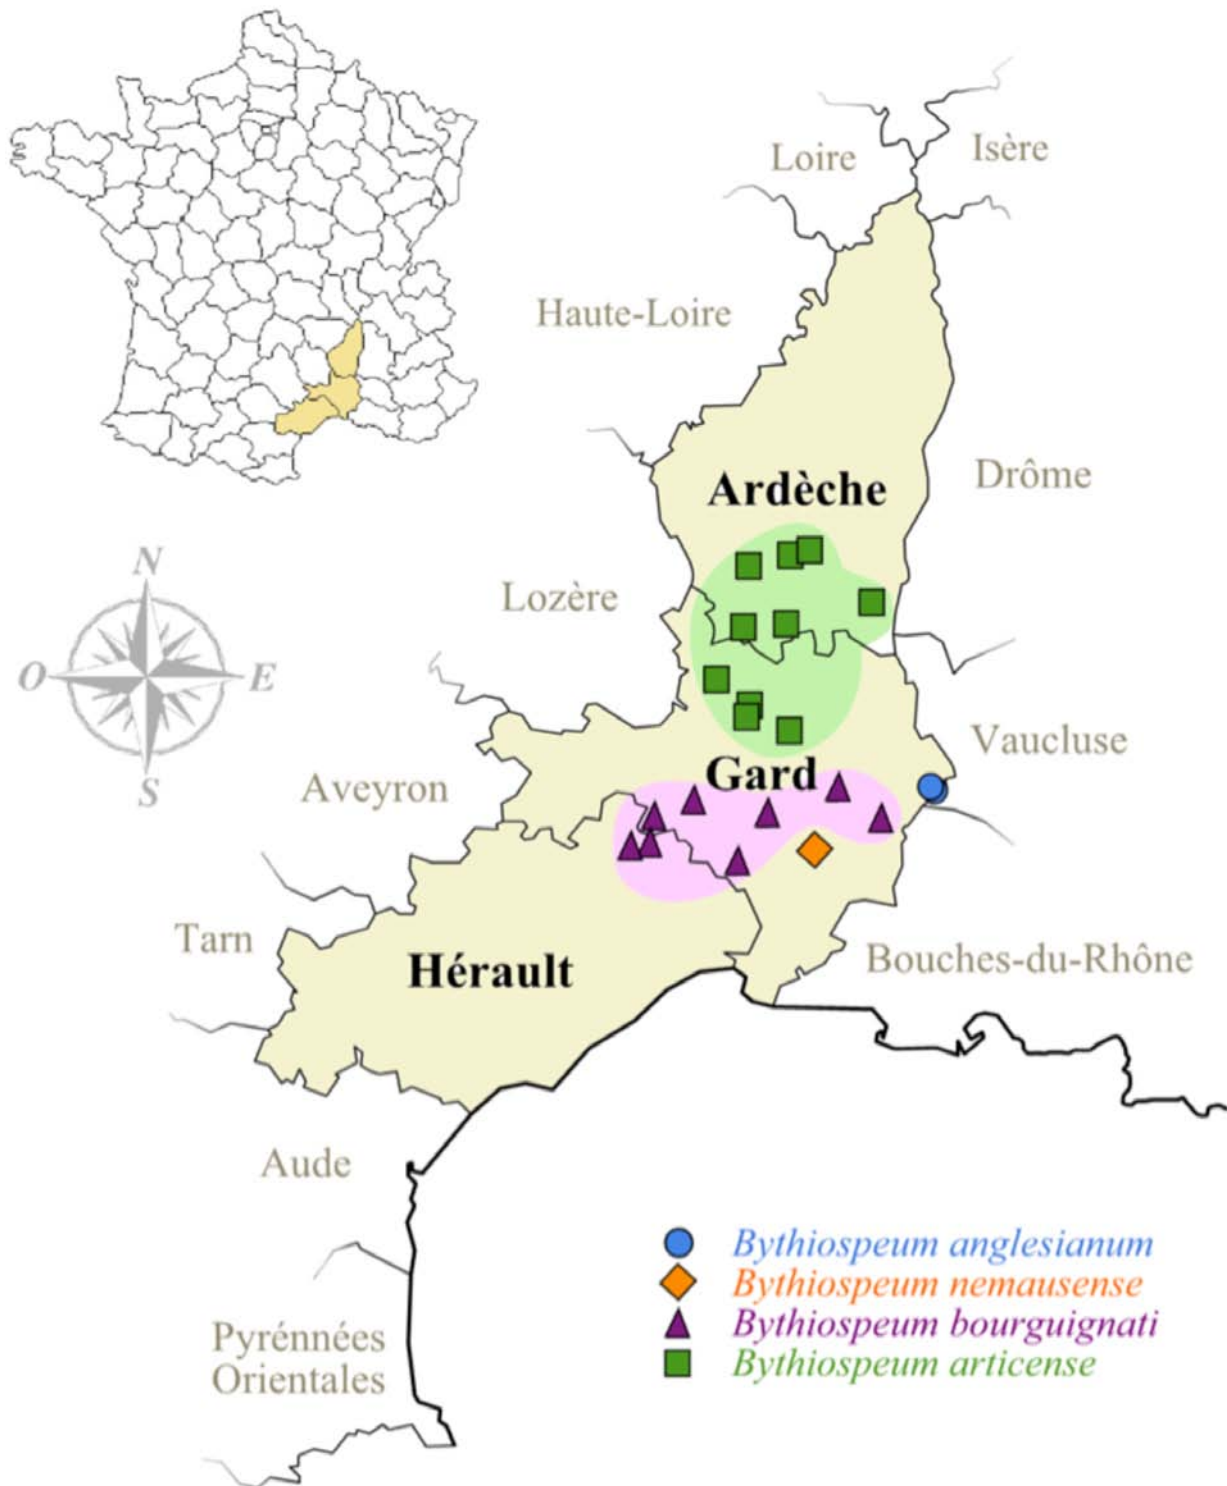 Loire
Isère
Haute-Loire
Ardèche
Drôme
N
Lozère
O
E
S
Vaucluse
Gard
Aveyron
Tarn
Hérault
Bouches-du-Rhône
Aude
Bythiospeum anglesianum
Bythiospeum nemausense
Bythiospeum bourguignati
Bythiospeum articense
Pyrénnées
Orientales